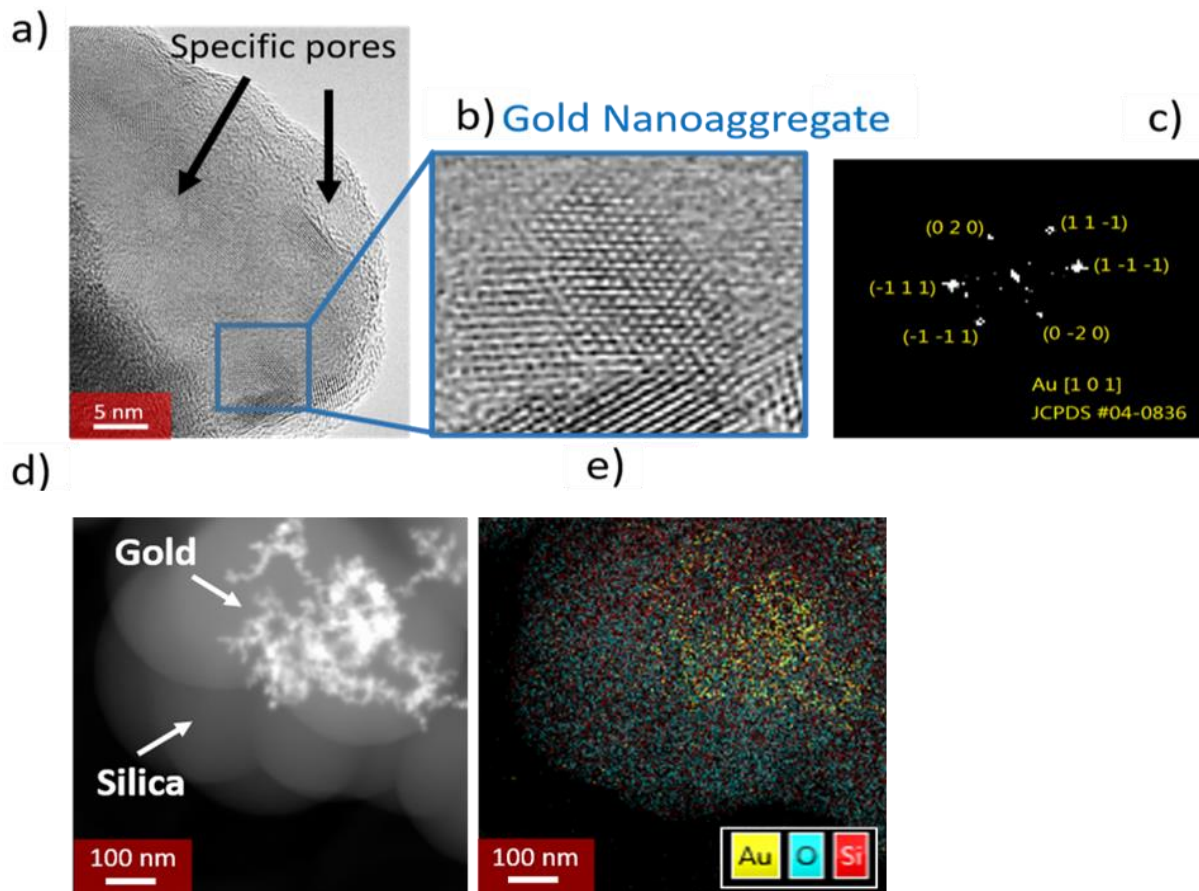 a)
Specific pores
5 nm
b) Gold Nanoaggregate
c)
(0 2 0)
(1 1 -1)
(1 -1 -1)
(-1 1 1)
(-1 -1 1)
(0 -2 0)
Au [1 0 1]
JCPDS #04-0836
d)
Gold
Silica
100 nm
e)
100 nm
Au O Si